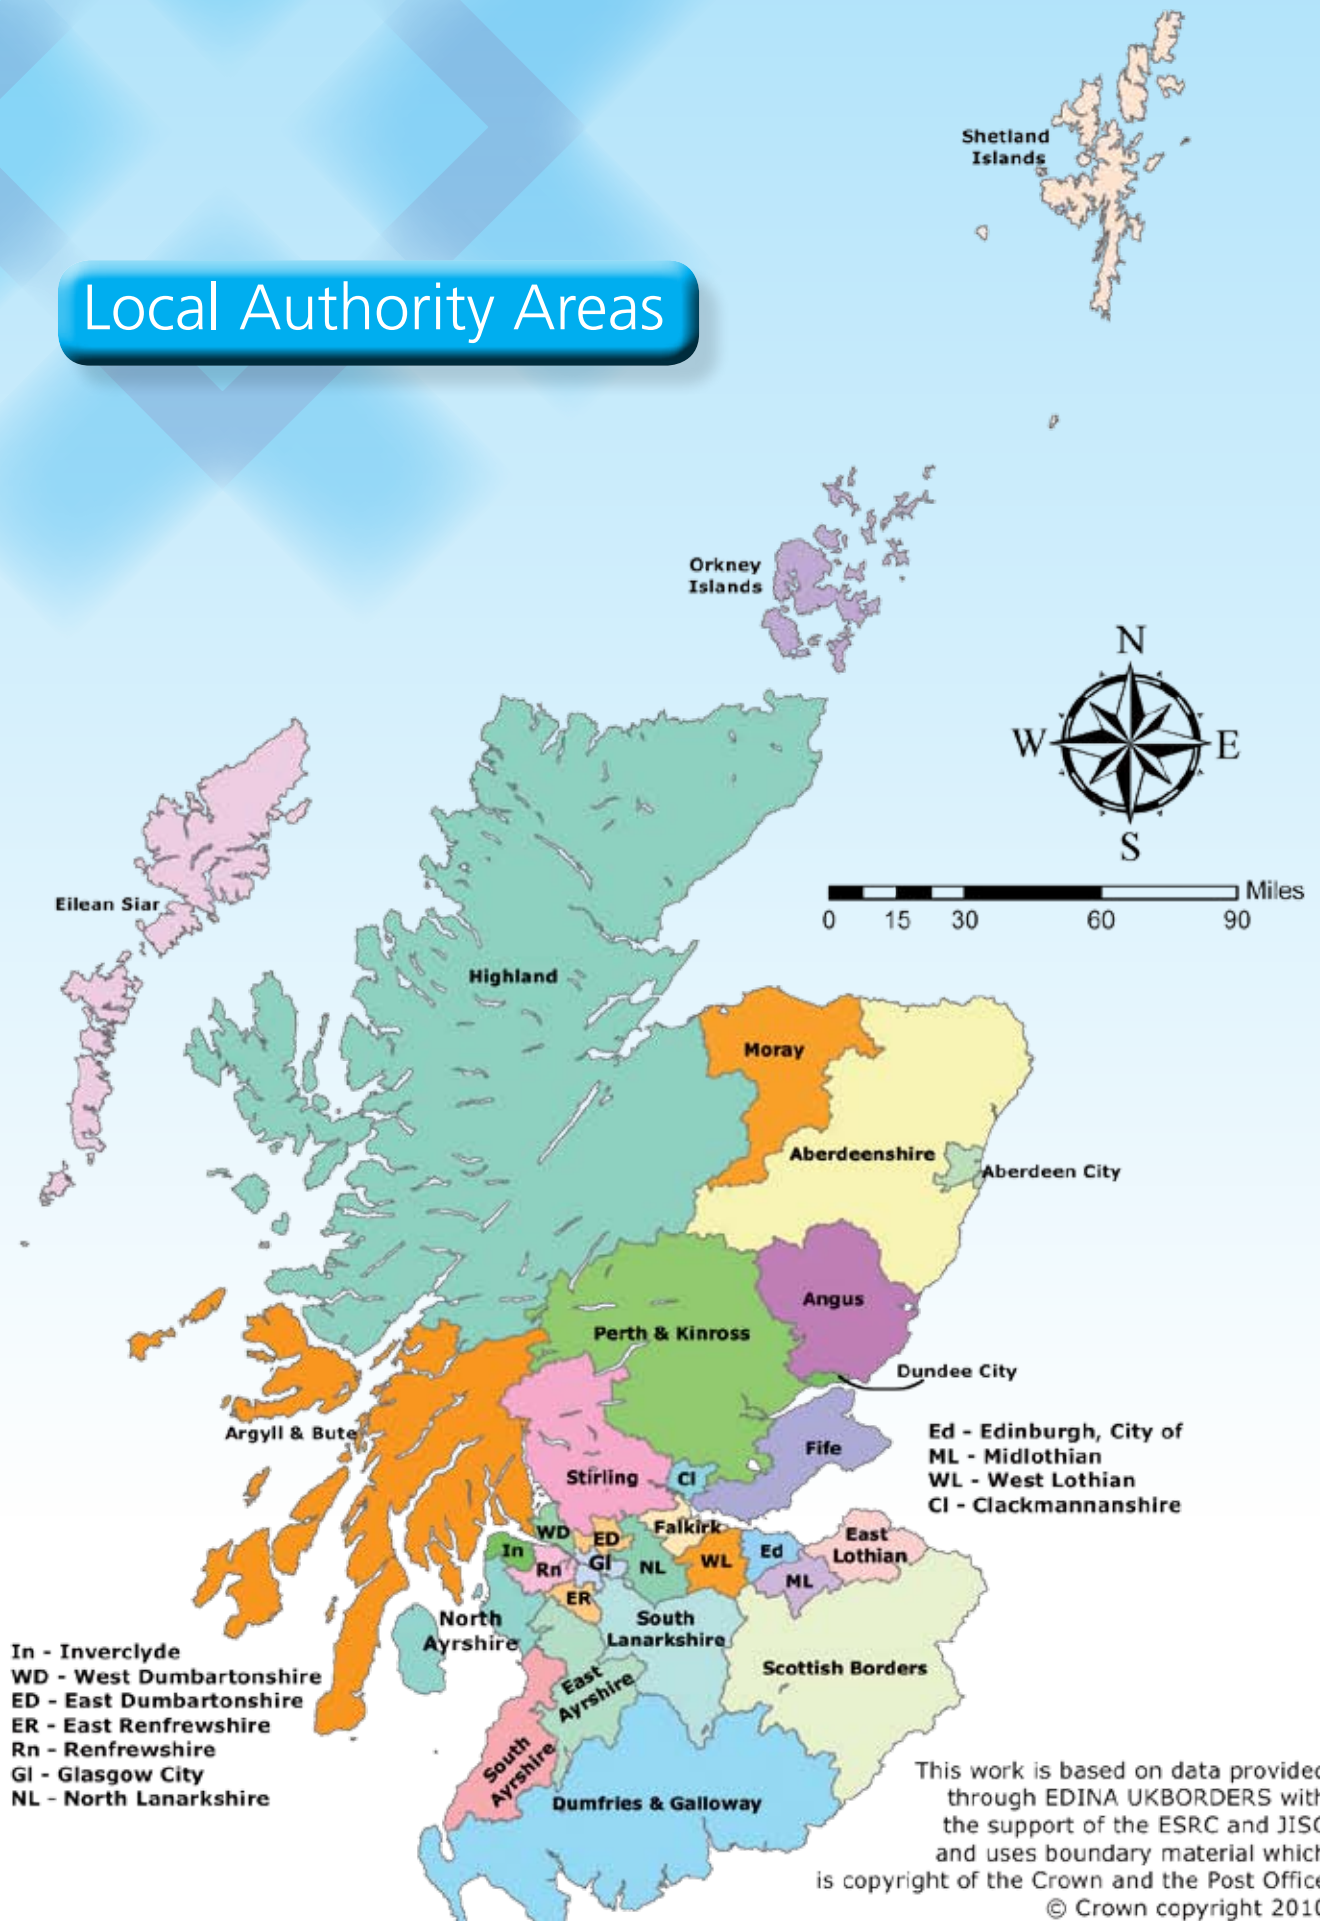 Shetland
Islands
Local Authority Areas
Orkney
Islands
N
W
E
S
Miles
0 15 30 60 90
Eilean Siar
Highland
Moray
Aberdeenshire
Aberdeen City
Angus
Perth & Kinross
Dundee City
Argyll & Bute
Fife
Stirling
Cl
Ed - Edinburgh, City of
ML - Midlothian
WL - West Lothian
Cl - Clackmannanshire
WD
ED
Falkirk
East
Lothian
In
Rn
Gl
NL
WL
Ed
ML
ER
North
Ayrshire
South
Lanarkshire
Scottish Borders
East
Ayrshire
South
Ayrshire
Dumfries & Galloway
In - Inverclyde
WD - West Dumbartonshire
ED - East Dumbartonshire
ER - East Renfrewshire
Rn - Renfrewshire
Gl - Glasgow City
NL - North Lanarkshire
This work is based on data provided
through EDINA UKBORDERS with
the support of the ESRC and JISC
and uses boundary material which
is copyright of the Crown and the Post Office
© Crown copyright 2010